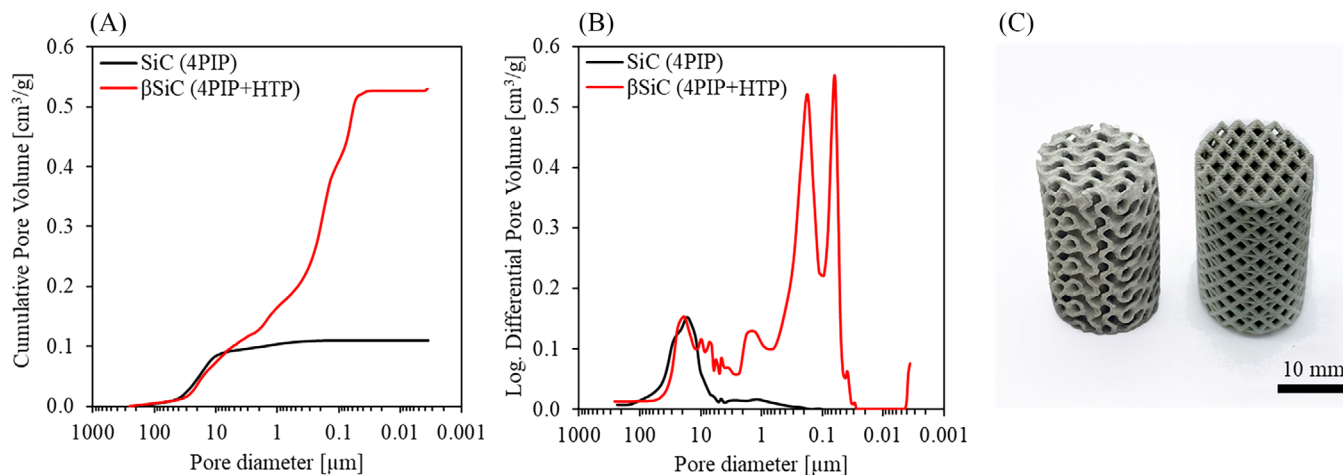 (A)
Cumulative Pore Volume [cm³/g]
0.6
0.5
0.4
0.3
0.2
0.1
0.0
SiC (4PIP)
βSiC (4PIP+HTP)
1000 100 10 1 0.1 0.01 0.001
Pore diameter [µm]
(B)
Log. Differential Pore Volume [cm³/g]
0.6
0.5
0.4
0.3
0.2
0.1
0.0
SiC (4PIP)
βSiC (4PIP+HTP)
1000 100 10 1 0.1 0.01 0.001
Pore diameter [µm]
(C)
10 mm